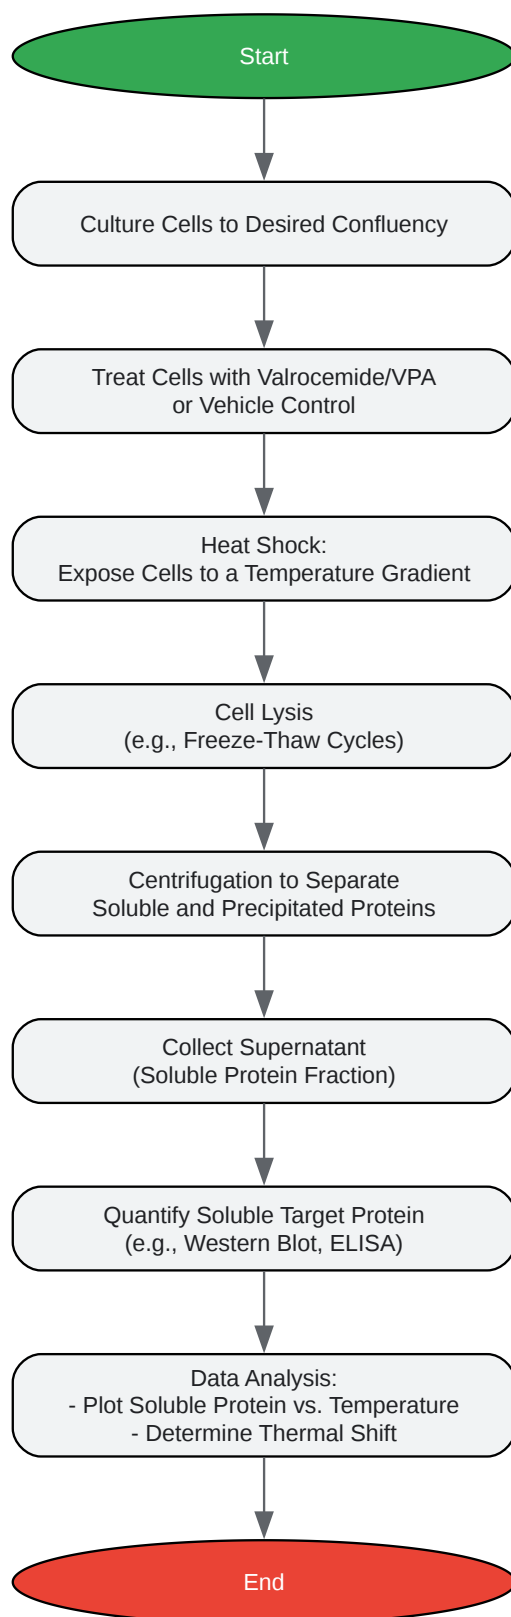 Start
Culture Cells to Desired Confluency
Treat Cells with Valrocemide/VPA
or Vehicle Control
Heat Shock:
Expose Cells to a Temperature Gradient
Cell Lysis
(e.g., Freeze-Thaw Cycles)
Centrifugation to Separate
Soluble and Precipitated Proteins
Collect Supernatant
(Soluble Protein Fraction)
Quantify Soluble Target Protein
(e.g., Western Blot, ELISA)
Data Analysis:
- Plot Soluble Protein vs. Temperature
- Determine Thermal Shift
End